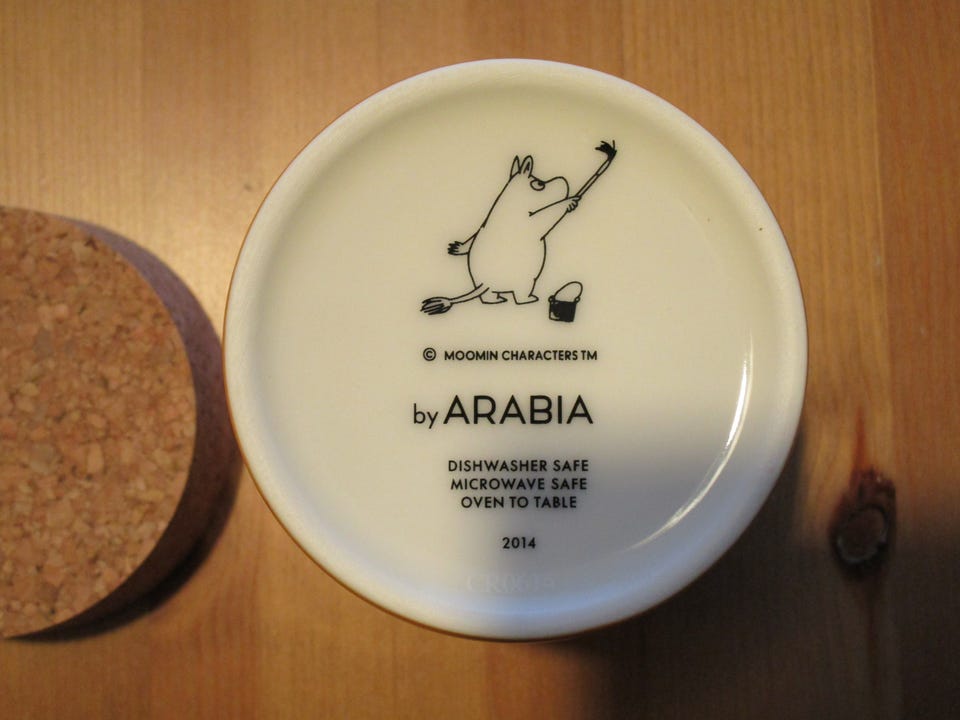 © MOOMIN CHARACTERS TM
by ARABIA
DISHWASHER SAFE
MICROWAVE SAFE
OVEN TO TABLE
2014